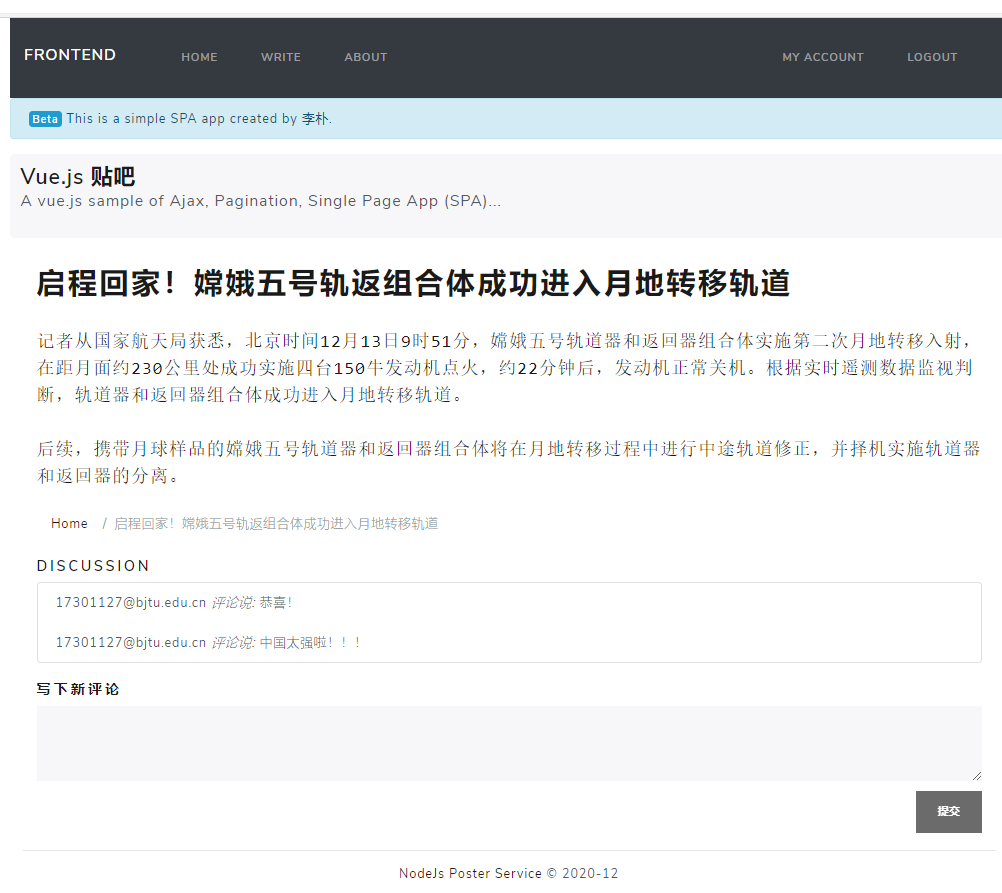 FRONTEND HOME WRITE ABOUT MY ACCOUNT LOGOUT
Beta This is a simple SPA app created by 李朴.
Vue.js 贴吧
A vue.js sample of Ajax, Pagination, Single Page App (SPA)...
启程回家！嫦娥五号轨返组合体成功进入月地转移轨道
记者从国家航天局获悉，北京时间12月13日9时51分，嫦娥五号轨道器和返回器组合体实施第二次月地转移入射，
在距月面约230公里处成功实施四台150牛发动机点火，约22分钟后，发动机正常关机。根据实时遥测数据监视判
断，轨道器和返回器组合体成功进入月地转移轨道。
后续，携带月球样品的嫦娥五号轨道器和返回器组合体将在月地转移过程中进行中途轨道修正，并择机实施轨道器
和返回器的分离。
Home / 启程回家！嫦娥五号轨返组合体成功进入月地转移轨道
DISCUSSION
17301127@bjtu.edu.cn 评论说: 恭喜！
17301127@bjtu.edu.cn 评论说: 中国太强啦！！！
写下新评论
提交
NodeJs Poster Service © 2020-12